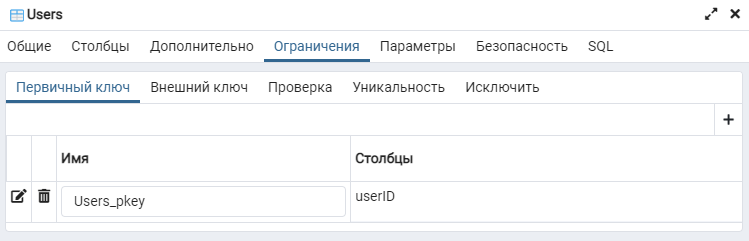 Users
Общие Столбцы Дополнительно Ограничения Параметры Безопасность SQL
Первичный ключ Внешний ключ Проверка Уникальность Исключить
Имя Столбцы
Users_pkey userID